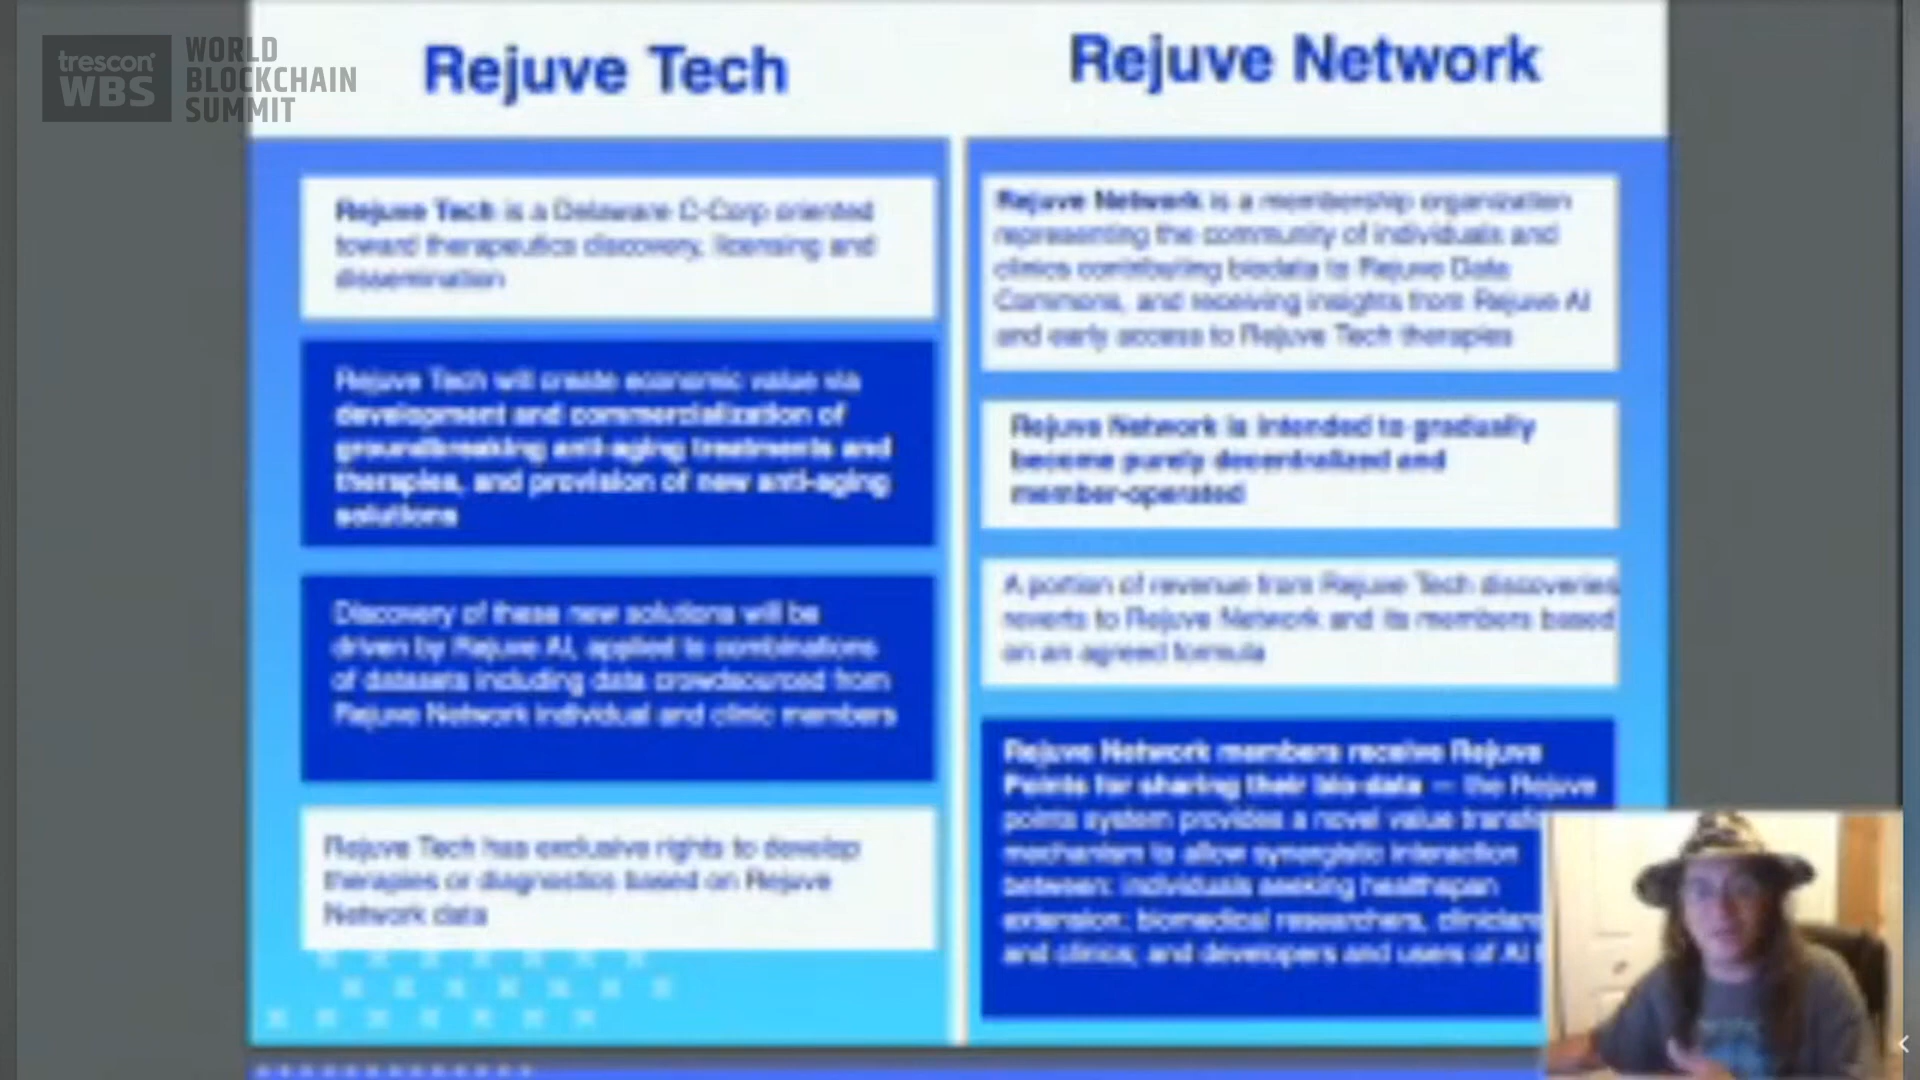 trescon
WBS
WORLD
BLOCKCHAIN
SUMMIT
Rejuve Tech
Rejuve Tech is a Delaware C-Corp oriented
toward therapeutics discovery, licensing and
dissemination
Rejuve Tech will create economic value via
development and commercialization of
groundbreaking anti-aging treatments and
therapies, and provision of new anti-aging
solutions
Discovery of these new solutions will be
driven by Rejuve AI, applied to combinations
of datasets including data crowdsourced from
Rejuve Network individual and clinic members
Rejuve Tech has exclusive rights to develop
therapies or diagnostics based on Rejuve
Network data
Rejuve Network
Rejuve Network is a membership organization
representing the community of individuals and
clinics contributing biodata to Rejuve Data
Commons, and receiving insights from Rejuve AI
and early access to Rejuve Tech therapies
Rejuve Network is intended to gradually
become purely decentralized and
member-operated
A portion of revenue from Rejuve Tech discoveries
reverts to Rejuve Network and its members based
on an agreed formula
Rejuve Network members receive Rejuve
Points for sharing their bio-data — the Rejuve
points system provides a novel value
mechanism to allow synergistic interaction
between: individuals seeking healthspan
extension; biomedical researchers,
and clinics; and developers and users of AI